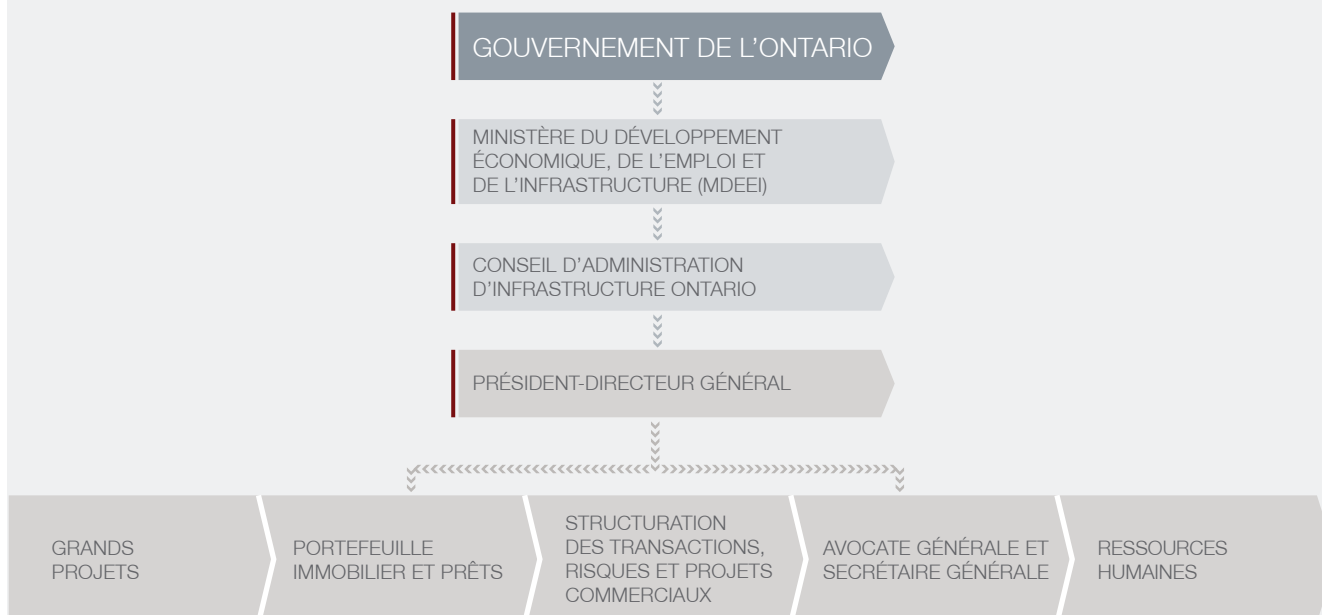 GOUVERNEMENT DE L’ONTARIO
MINISTÈRE DU DÉVELOPPEMENT
ÉCONOMIQUE, DE L’EMPLOI ET
DE L’INFRASTRUCTURE (MDEEI)
CONSEIL D’ADMINISTRATION
D’INFRASTRUCTURE ONTARIO
PRÉSIDENT-DIRECTEUR GÉNÉRAL
GRANDS
PROJETS
PORTEFEUILLE
IMMOBILIER ET PRÊTS
STRUCTURATION
DES TRANSACTIONS,
RISQUES ET PROJETS
COMMERCIAUX
AVOCATE GÉNÉRALE ET
SECRÉTAIRE GÉNÉRALE
RESSOURCES
HUMAINES